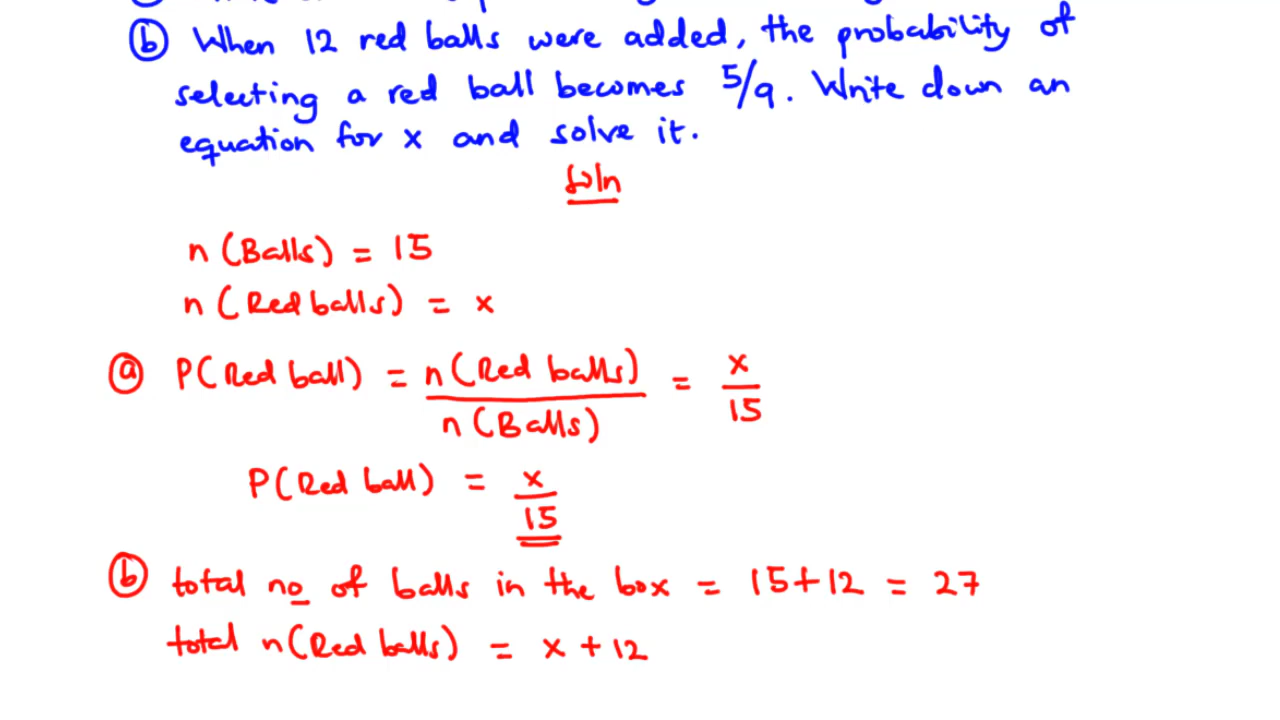 ⓑ When 12 red balls were added, the probability of
selecting a red ball becomes 5/9. Write down an
equation for x and solve it.
Soln
n (Balls) = 15
n (Red balls) = x
ⓐ P(Red ball) = n (Red balls) / n (Balls) = x / 15
P(Red ball) = x / 15
ⓑ total no of balls in the box = 15+12 = 27
total n(Red balls) = x + 12